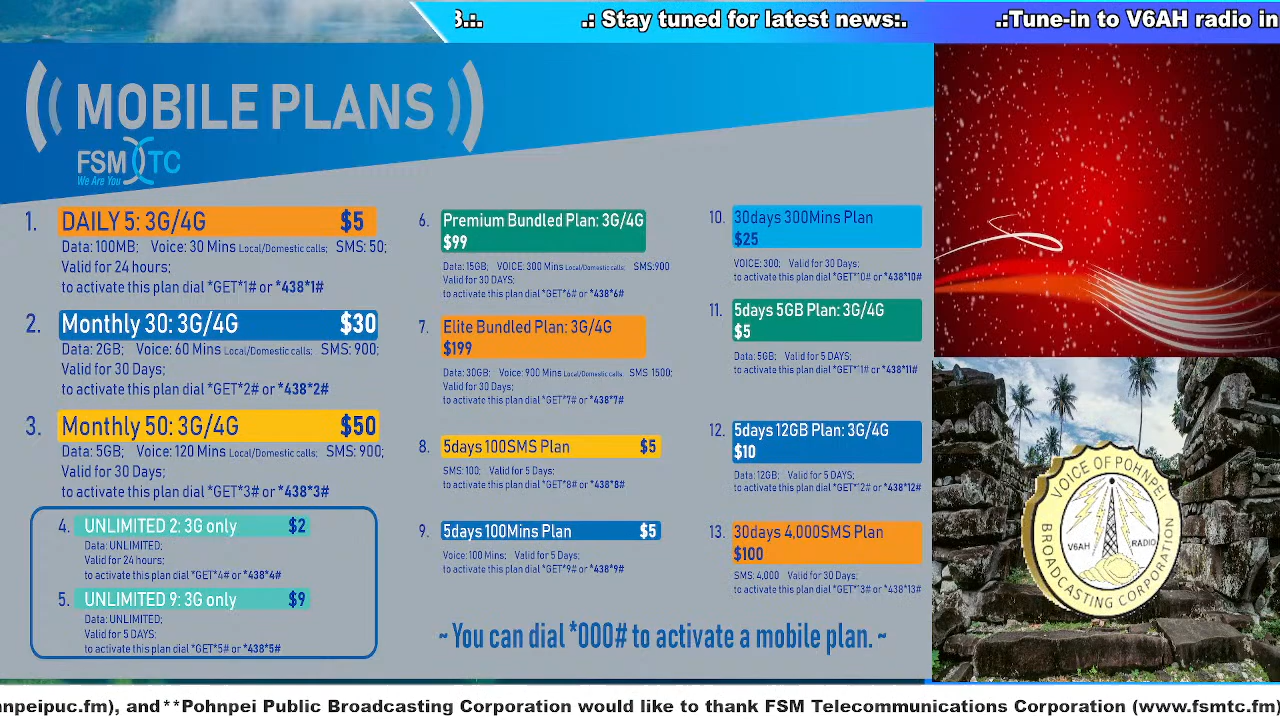 3.:.
.: Stay tuned for latest news:.
.:Tune-in to V6AH radio in
MOBILE PLANS
FSM TC
We Are You
1. DAILY 5: 3G/4G $5
Data: 100MB; Voice: 30 Mins Local/Domestic calls; SMS: 50;
Valid for 24 hours;
to activate this plan dial *GET*1# or *438*1#
2. Monthly 30: 3G/4G $30
Data: 2GB; Voice: 60 Mins Local/Domestic calls; SMS: 900;
Valid for 30 Days;
to activate this plan dial *GET*2# or *438*2#
3. Monthly 50: 3G/4G $50
Data: 5GB; Voice: 120 Mins Local/Domestic calls; SMS: 900;
Valid for 30 Days;
to activate this plan dial *GET*3# or *438*3#
4. UNLIMITED 2: 3G only $2
Data: UNLIMITED;
Valid for 24 hours;
to activate this plan dial *GET*4# or *438*4#
5. UNLIMITED 9: 3G only $9
Data: UNLIMITED;
Valid for 5 DAYS;
to activate this plan dial *GET*5# or *438*5#
6. Premium Bundled Plan: 3G/4G
$99
Data: 15GB; VOICE: 300 Mins Local/Domestic calls; SMS:900
Valid for 30 DAYS;
to activate this plan dial *GET*6# or *438*6#
7. Elite Bundled Plan: 3G/4G
$199
Data: 30GB; Voice: 900 Mins Local/Domestic calls; SMS 1500;
Valid for 30 Days;
to activate this plan dial *GET*7# or *438*7#
8. 5days 100SMS Plan $5
SMS: 100; Valid for 5 Days;
to activate this plan dial *GET*8# or *438*8#
9. 5days 100Mins Plan $5
Voice: 100 Mins; Valid for 5 Days;
to activate this plan dial *GET*9# or *438*9#
10. 30days 300Mins Plan
$25
VOICE: 300; Valid for 30 Days;
to activate this plan dial *GET*10# or *438*10#
11. 5days 5GB Plan: 3G/4G
$5
Data: 5GB; Valid for 5 DAYS;
to activate this plan dial *GET*11# or *438*11#
12. 5days 12GB Plan: 3G/4G
$10
Data: 12GB; Valid for 5 DAYS;
to activate this plan dial *GET*12# or *438*12#
13. 30days 4,000SMS Plan
$100
SMS: 4,000 Valid for 30 Days;
to activate this plan dial *GET*13# or *438*13#
~ You can dial *000# to activate a mobile plan. ~
VOICE OF POHNPEI
V6AH RADIO
BROADCASTING CORPORATION
npeipuc.fm), and **Pohnpei Public Broadcasting Corporation would like to thank FSM Telecommunications Corporation (www.fsmtc.fm)